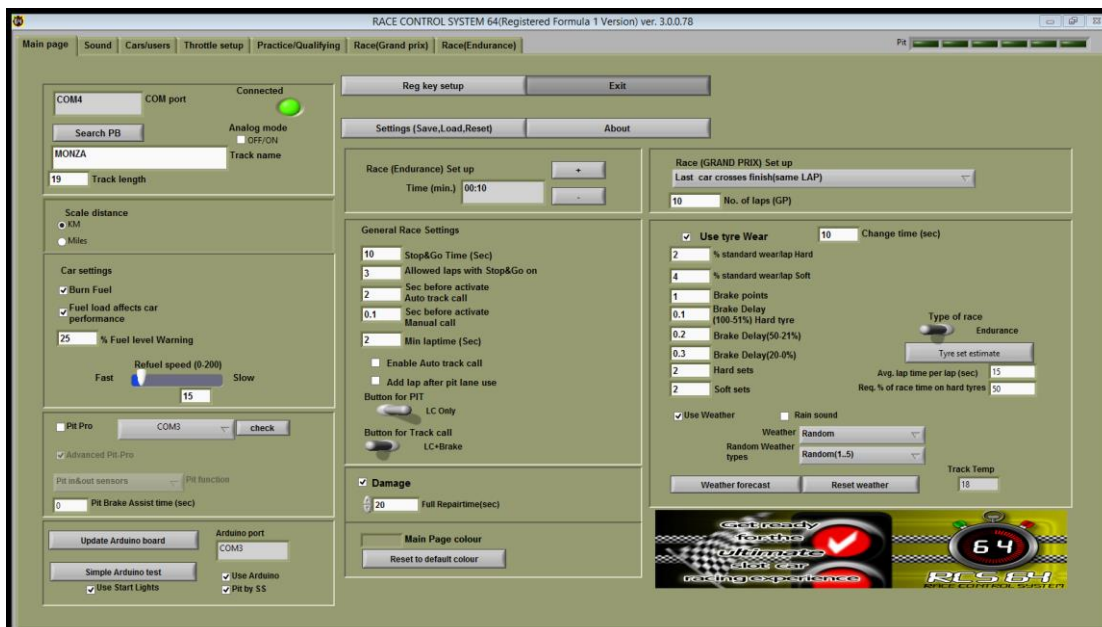 RACE CONTROL SYSTEM 64(Registered Formula 1 Version) ver. 3.0.0.78
Main page Sound Cars/users Throttle setup Practice/Qualifying Race(Grand prix) Race(Endurance)
Pit
COM4 COM port Connected
Search PB Analog mode
OFF/ON
MONZA Track name
19 Track length
Scale distance
KM
Miles
Car settings
Burn Fuel
Fuel load affects car
performance
25 % Fuel level Warning
Refuel speed (0-200)
Fast Slow
15
Pit Pro COM3 check
Advanced Pit-Pro
Pit in&out sensors Pit function
0 Pit Brake Assist time (sec)
Update Arduino board Arduino port
COM3
Simple Arduino test Use Arduino
Use Start Lights Pit by SS
Reg key setup Exit
Settings (Save,Load,Reset) About
Race (Endurance) Set up +
Time (min.) 00:10 -
General Race Settings
10 Stop&Go Time (Sec)
3 Allowed laps with Stop&Go on
2 Sec before activate
Auto track call
0.1 Sec before activate
Manual call
2 Min laptime (Sec)
Enable Auto track call
Add lap after pit lane use
Button for PIT
LC Only
Button for Track call
LC+Brake
Damage
20 Full Repairtime(sec)
Main Page colour
Reset to default colour
Race (GRAND PRIX) Set up
Last car crosses finish(same LAP)
10 No. of laps (GP)
Use tyre Wear 10 Change time (sec)
2 % standard wear/lap Hard
4 % standard wear/lap Soft
1 Brake points
0.1 Brake Delay
(100-51%) Hard tyre
0.2 Brake Delay(50-21%)
0.3 Brake Delay(20-0%)
2 Hard sets
2 Soft sets
Type of race
Endurance
Tyre set estimate
Avg. lap time per lap (sec) 15
Req. % of race time on hard tyres 50
Use Weather Rain sound
Weather Random
Random Weather
types Random(1..5)
Weather forecast Reset weather
Track Temp
18
Get ready
for the
ultimate
slot car
racing experience
64
RCS 64
RACE CONTROL SYSTEM